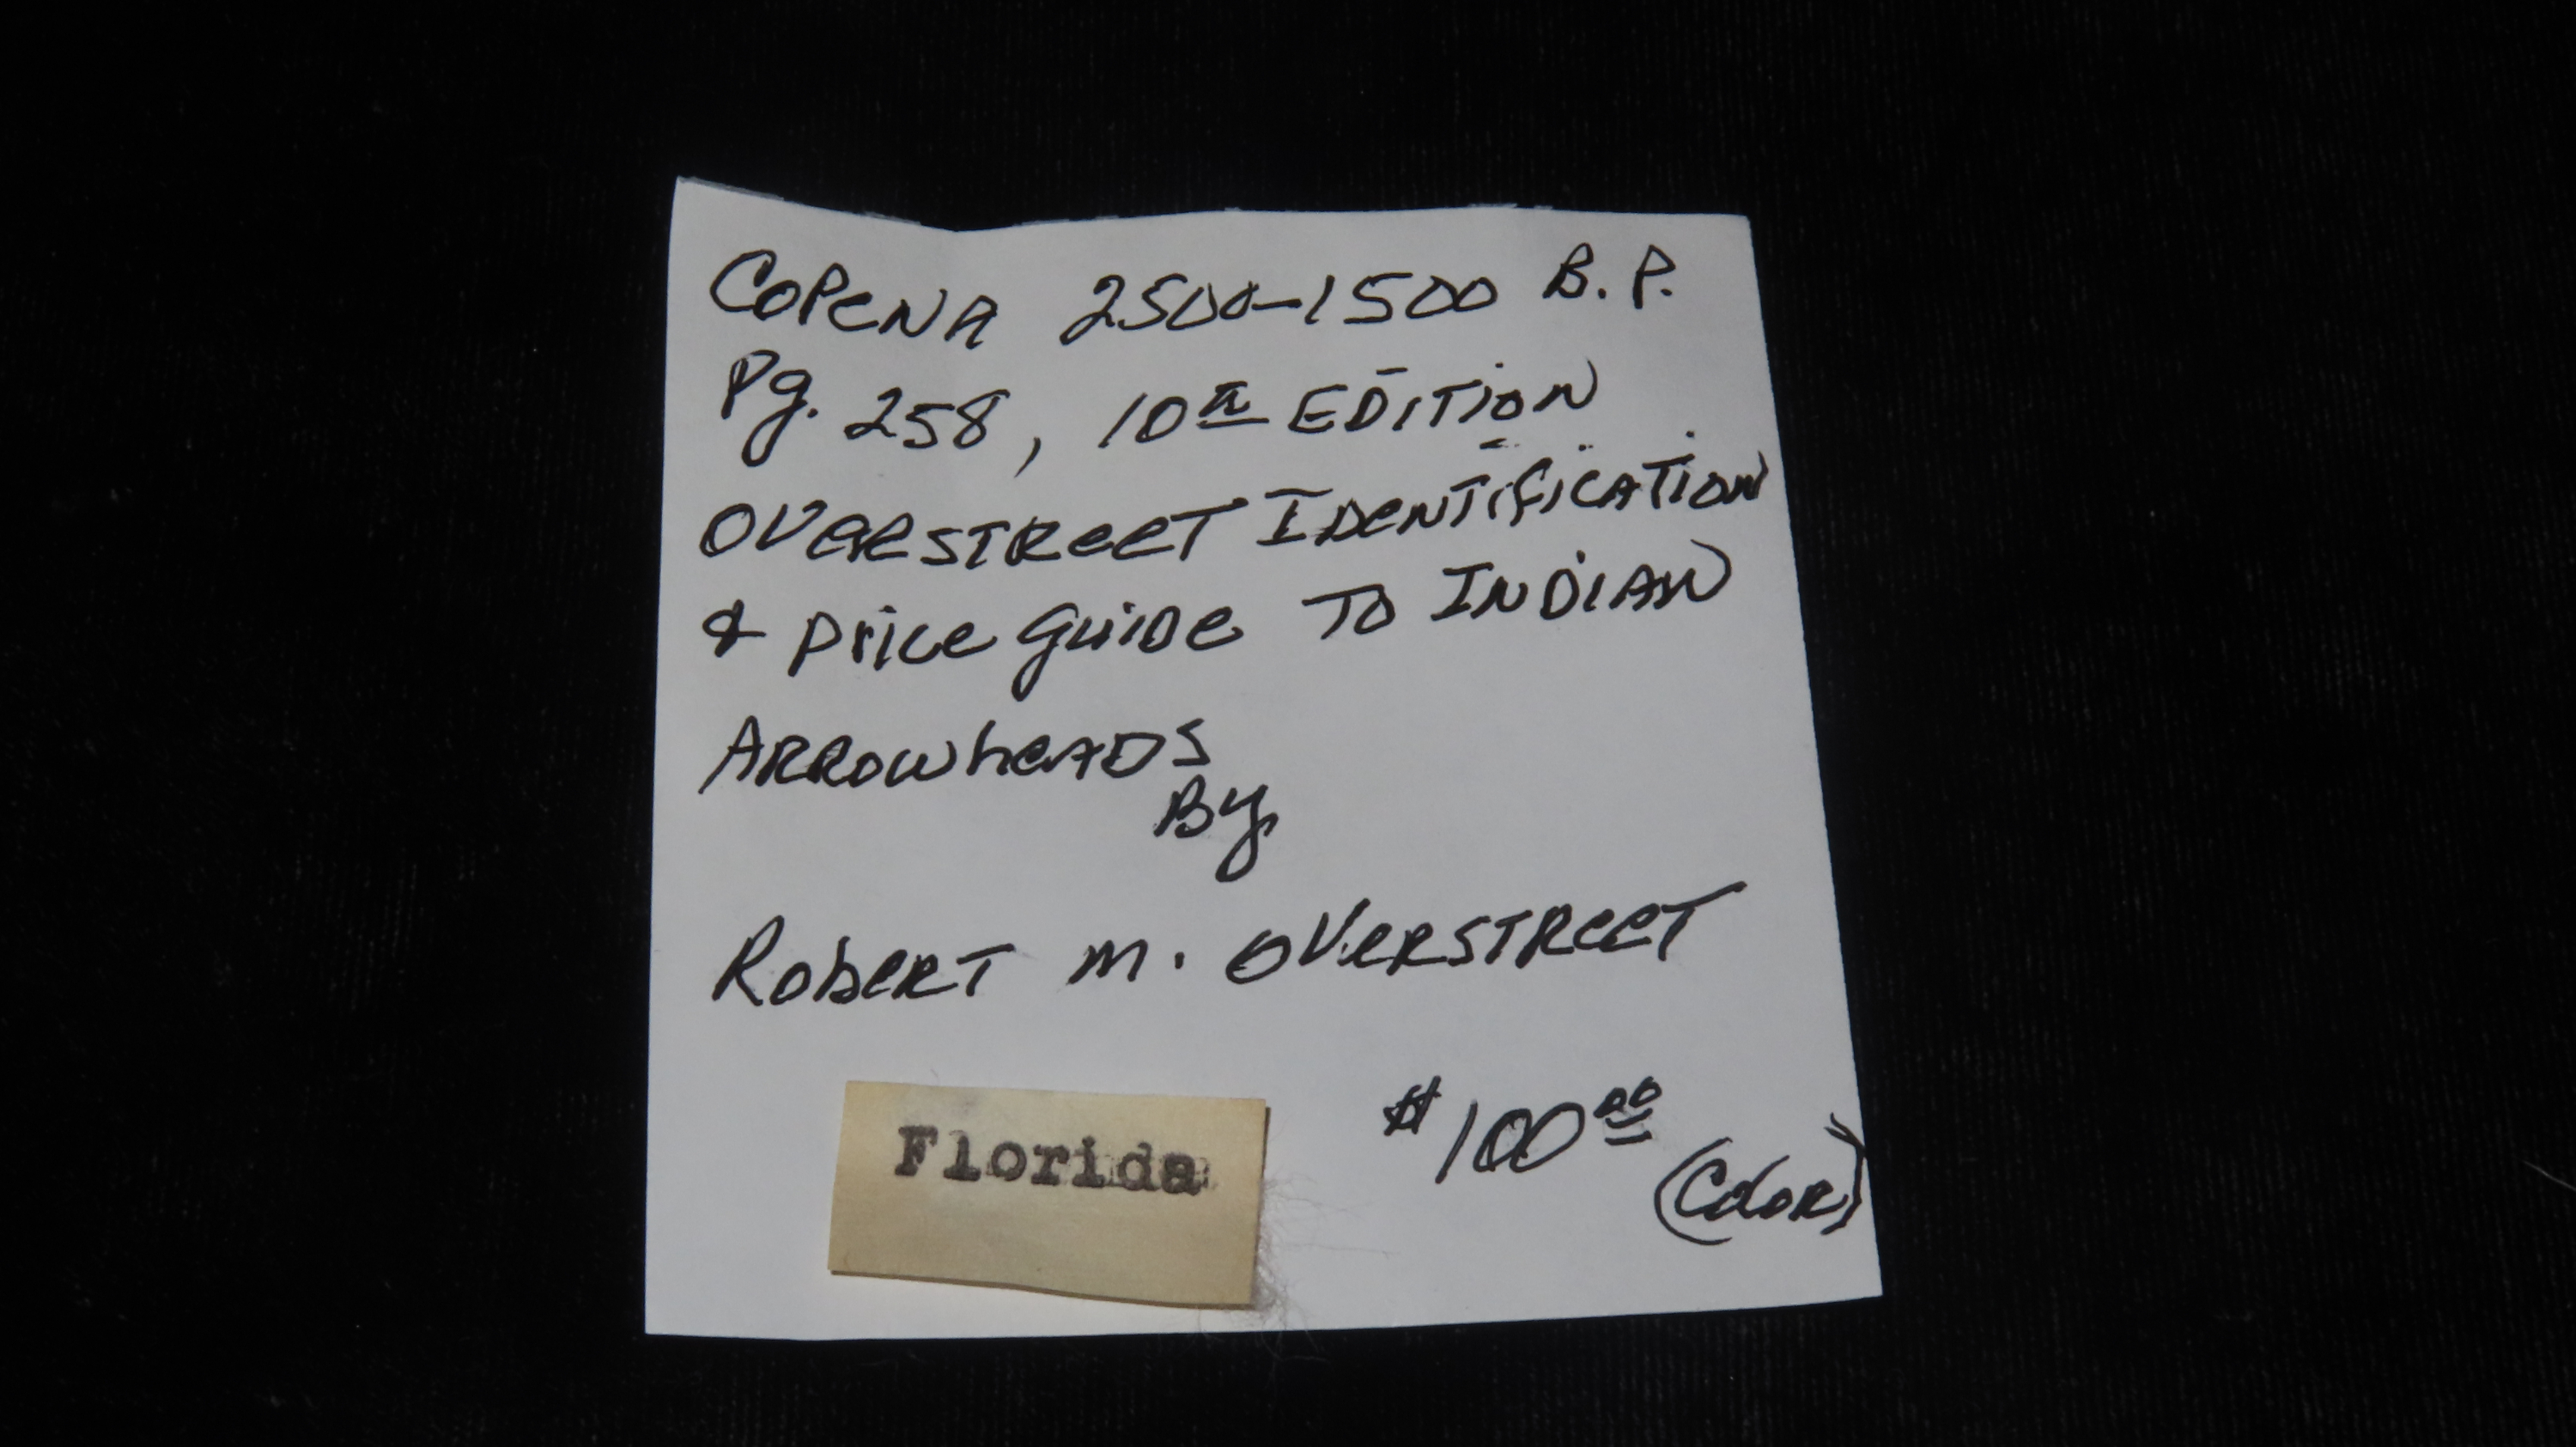 COPENA 2500-1500 B.P.
Pg. 258, 10th EDITION
OVERSTREET IDENTIFICATION
& PRICE GUIDE TO INDIAN
ARROWHEADS
By
ROBERT M. OVERSTREET
$100.00
(COLOR)
Florida